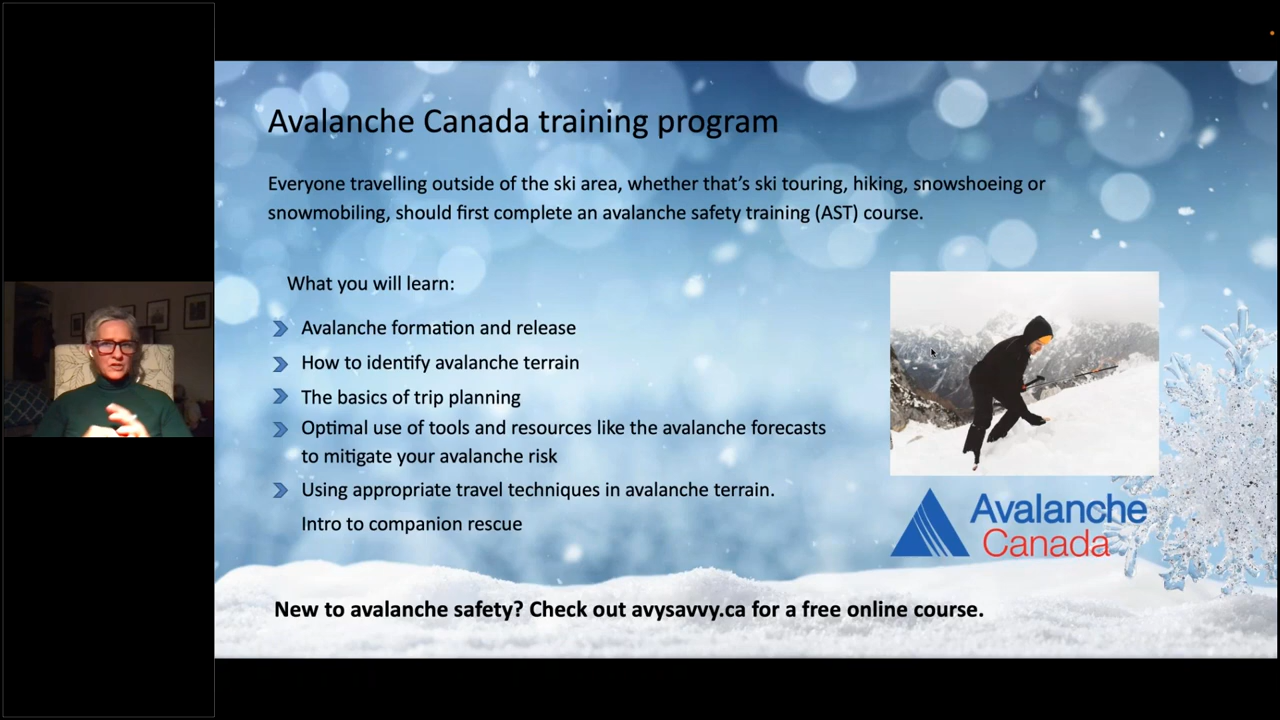 Avalanche Canada training program
Everyone travelling outside of the ski area, whether that’s ski touring, hiking, snowshoeing or
snowmobiling, should first complete an avalanche safety training (AST) course.
What you will learn:
Avalanche formation and release
How to identify avalanche terrain
The basics of trip planning
Optimal use of tools and resources like the avalanche forecasts
to mitigate your avalanche risk
Using appropriate travel techniques in avalanche terrain.
Intro to companion rescue
Avalanche
Canada
New to avalanche safety? Check out avysavvy.ca for a free online course.